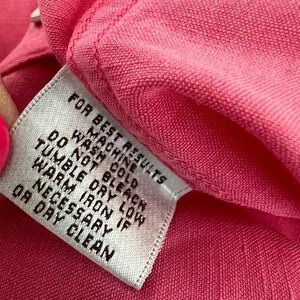 FOR BEST RESULTS
MACHINE
WASH COLD
DO NOT BLEACH
TUMBLE DRY LOW
WARM IRON IF
NECESSARY
OR DRY CLEAN